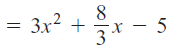 = 3x² + 8/3 x − 5